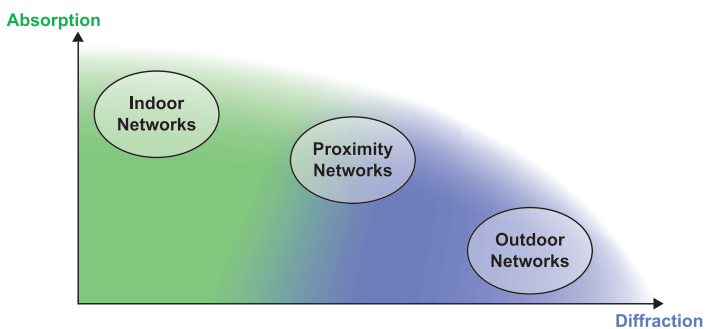 Absorption
Indoor
Networks
Proximity
Networks
Outdoor
Networks
Diffraction